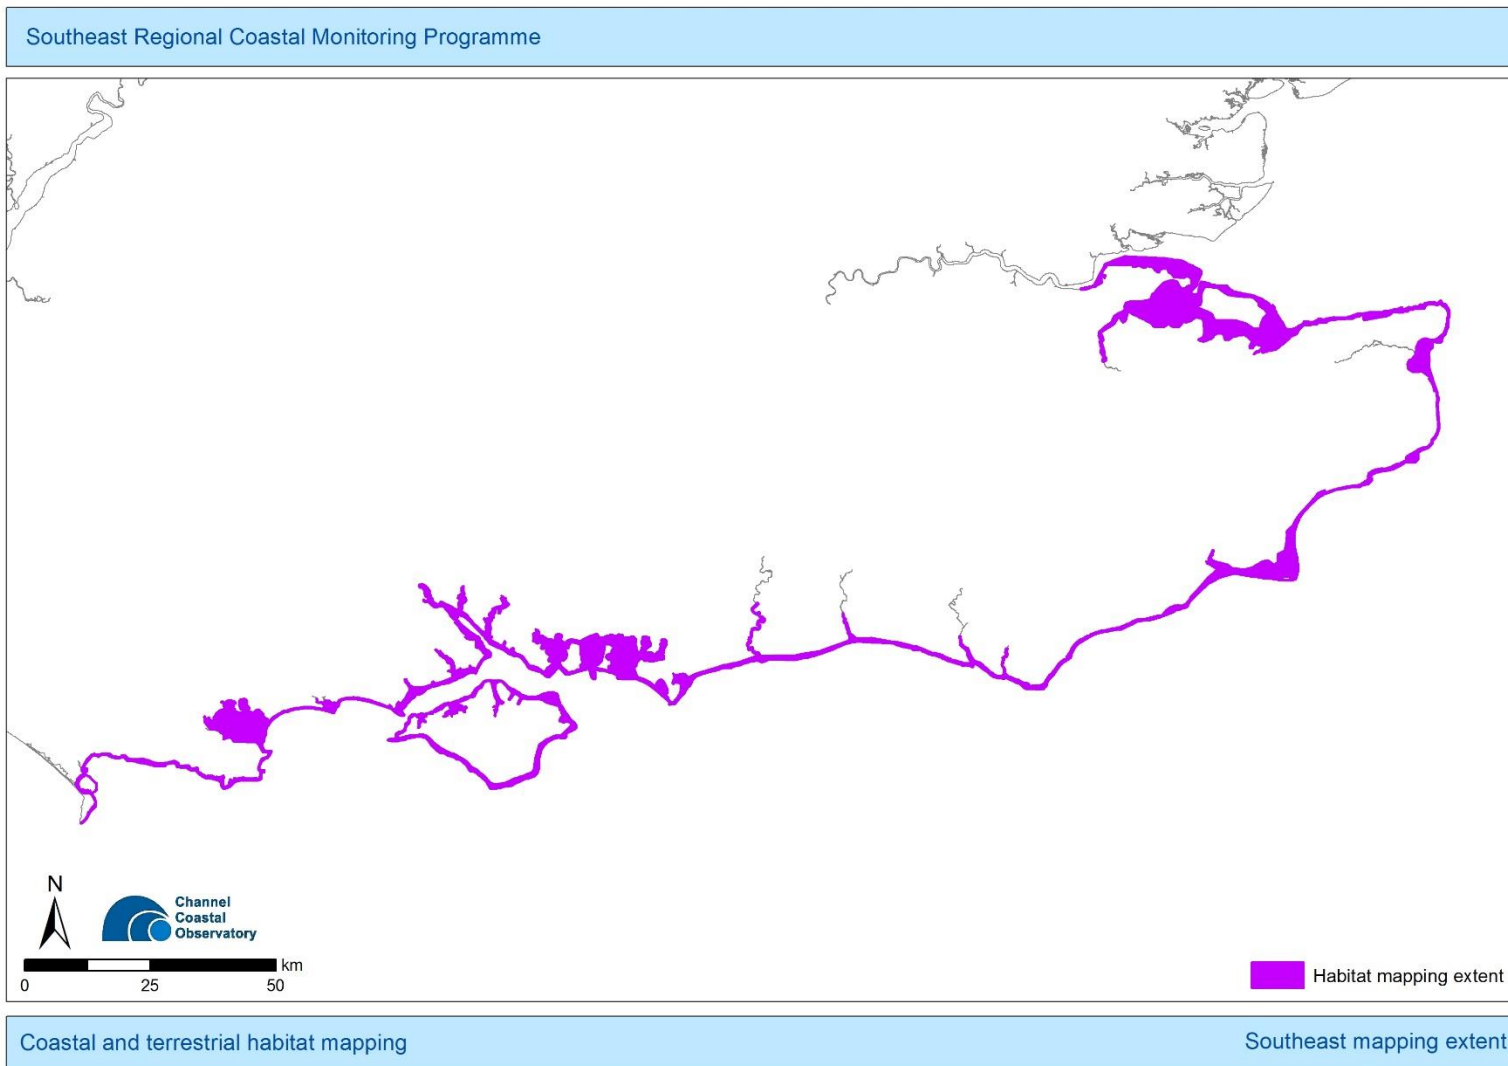 Southeast Regional Coastal Monitoring Programme
N
Channel
Coastal
Observatory
km
0 25 50
Habitat mapping extent
Coastal and terrestrial habitat mapping
Southeast mapping extent